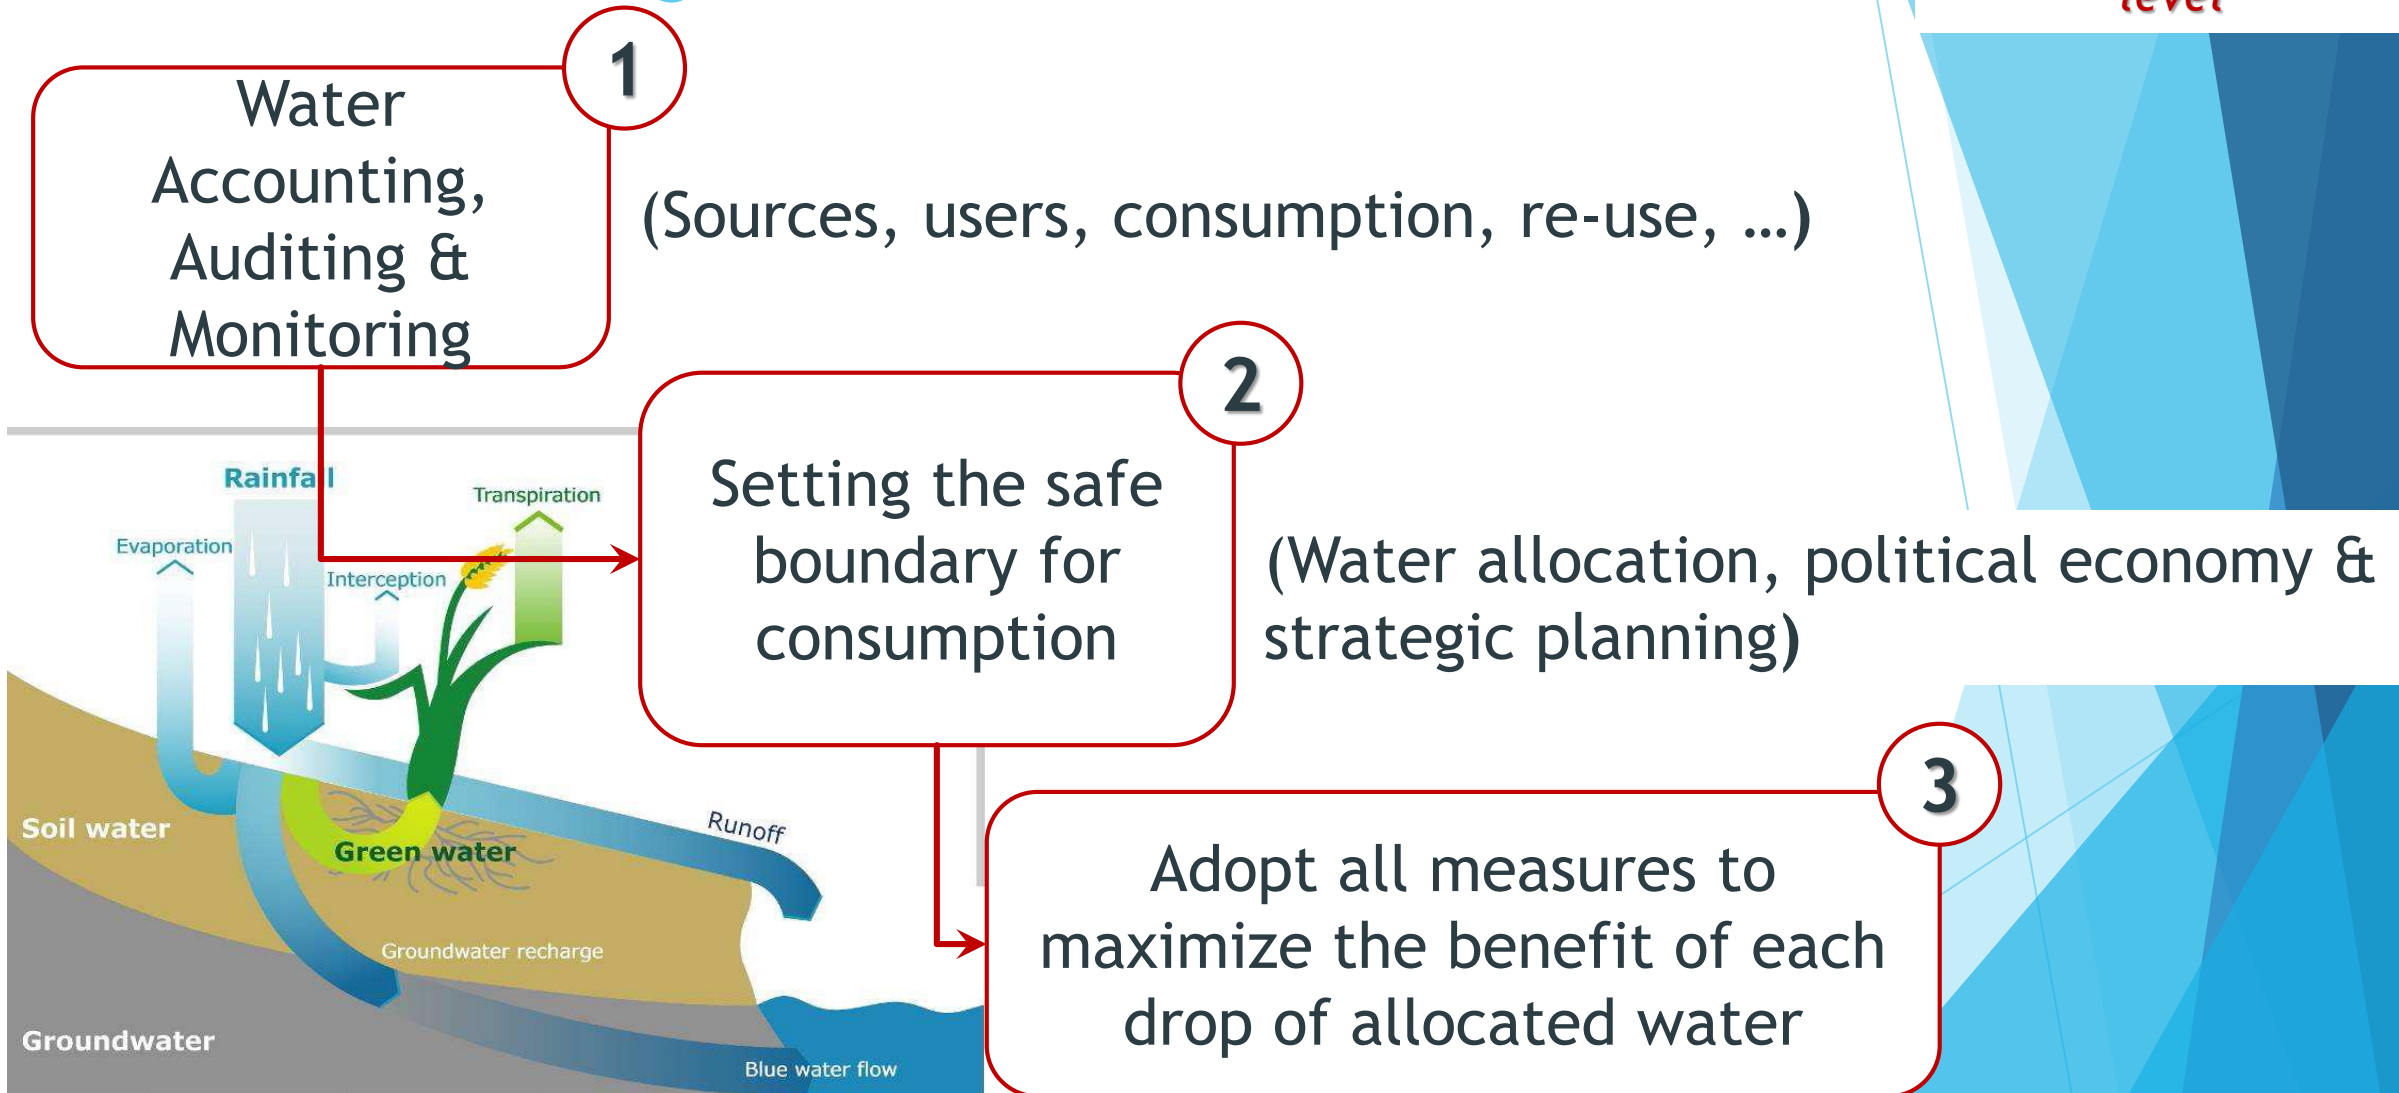 level
1
Water
Accounting,
Auditing &
Monitoring
(Sources, users, consumption, re-use, ...)
2
Setting the safe
boundary for
consumption
(Water allocation, political economy &
strategic planning)
3
Adopt all measures to
maximize the benefit of each
drop of allocated water
Rainfall
Transpiration
Evaporation
Interception
Soil water
Green water
Runoff
Groundwater recharge
Groundwater
Blue water flow